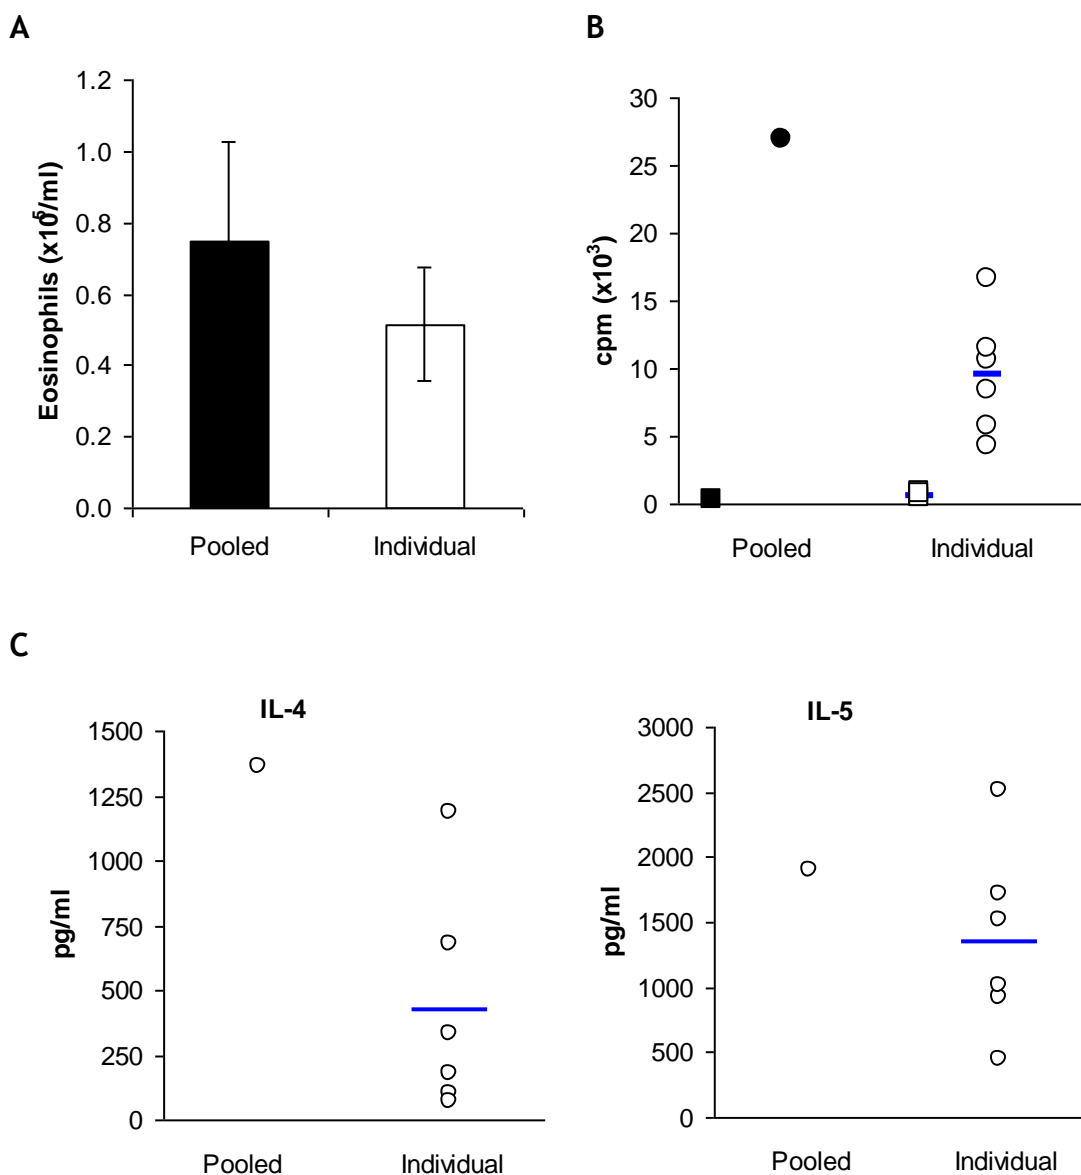 A
B
Eosinophils (x10⁵/ml)
1.2
1.0
0.8
0.6
0.4
0.2
0.0
Pooled
Individual
cpm (x10³)
30
25
20
15
10
5
0
Pooled
Individual
C
IL-4
pg/ml
1500
1250
1000
750
500
250
0
Pooled
Individual
IL-5
pg/ml
3000
2500
2000
1500
1000
500
0
Pooled
Individual